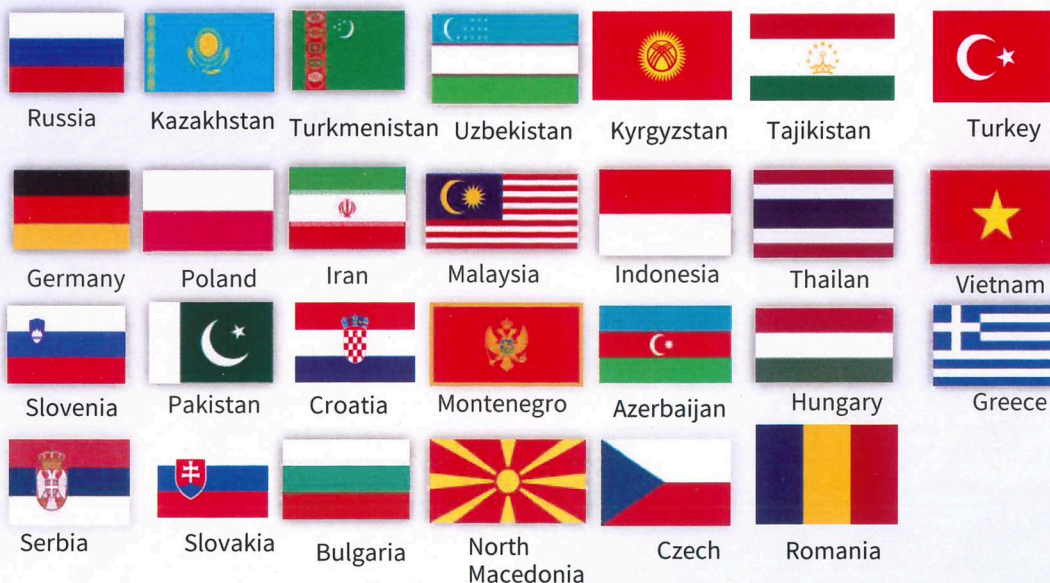 Russia
Kazakhstan
Turkmenistan
Uzbekistan
Kyrgyzstan
Tajikistan
Turkey
Germany
Poland
Iran
Malaysia
Indonesia
Thailan
Vietnam
Slovenia
Pakistan
Croatia
Montenegro
Azerbaijan
Hungary
Greece
Serbia
Slovakia
Bulgaria
North
Macedonia
Czech
Romania